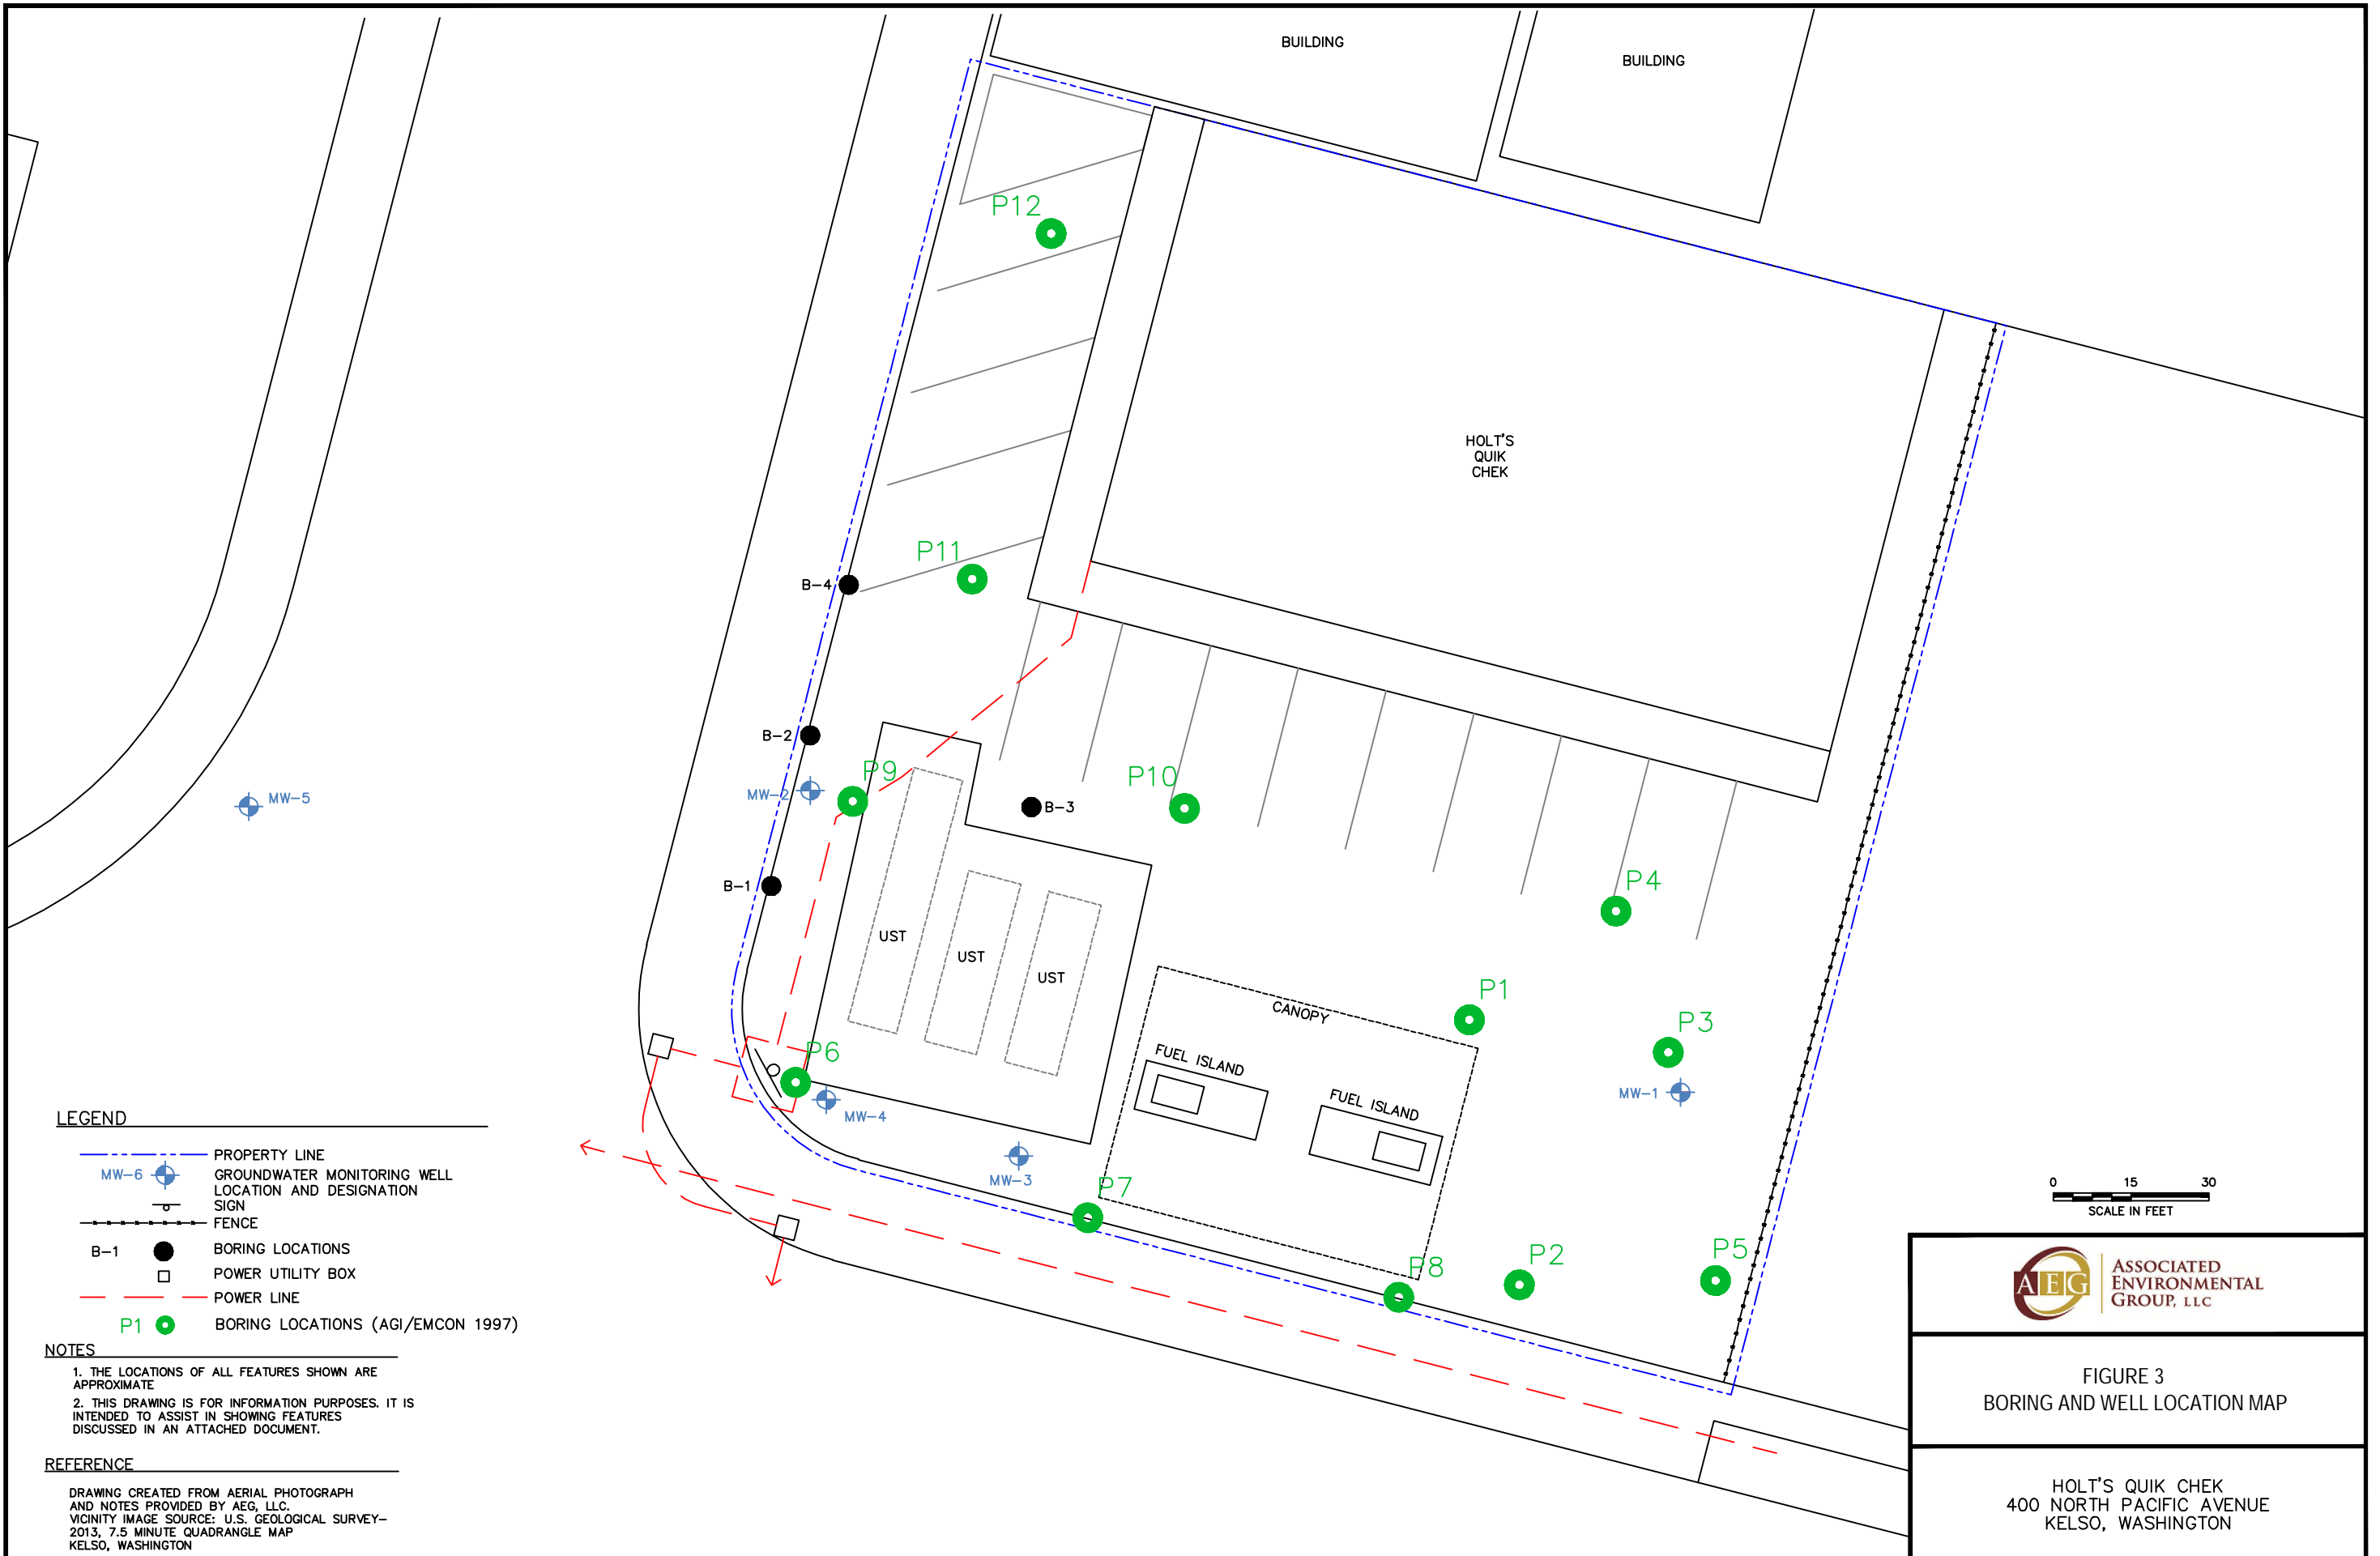 BUILDING
BUILDING
P12
HOLT'S
QUIK
CHEK
P11
B-4
B-2
P9
MW-2
P10
B-3
MW-5
B-1
P4
UST
UST
UST
P1
CANOPY
P3
P6
FUEL ISLAND
FUEL ISLAND
MW-1
MW-4
MW-3
P7
P8
P2
P5
0 15 30
SCALE IN FEET
LEGEND
PROPERTY LINE
MW-6 GROUNDWATER MONITORING WELL
LOCATION AND DESIGNATION
SIGN
FENCE
B-1 BORING LOCATIONS
POWER UTILITY BOX
POWER LINE
P1 BORING LOCATIONS (AGI/EMCON 1997)
NOTES
1. THE LOCATIONS OF ALL FEATURES SHOWN ARE
APPROXIMATE
2. THIS DRAWING IS FOR INFORMATION PURPOSES. IT IS
INTENDED TO ASSIST IN SHOWING FEATURES
DISCUSSED IN AN ATTACHED DOCUMENT.
REFERENCE
DRAWING CREATED FROM AERIAL PHOTOGRAPH
AND NOTES PROVIDED BY AEG, LLC.
VICINITY IMAGE SOURCE: U.S. GEOLOGICAL SURVEY-
2013, 7.5 MINUTE QUADRANGLE MAP
KELSO, WASHINGTON
AEG
ASSOCIATED
ENVIRONMENTAL
GROUP, LLC
FIGURE 3
BORING AND WELL LOCATION MAP
HOLT'S QUIK CHEK
400 NORTH PACIFIC AVENUE
KELSO, WASHINGTON